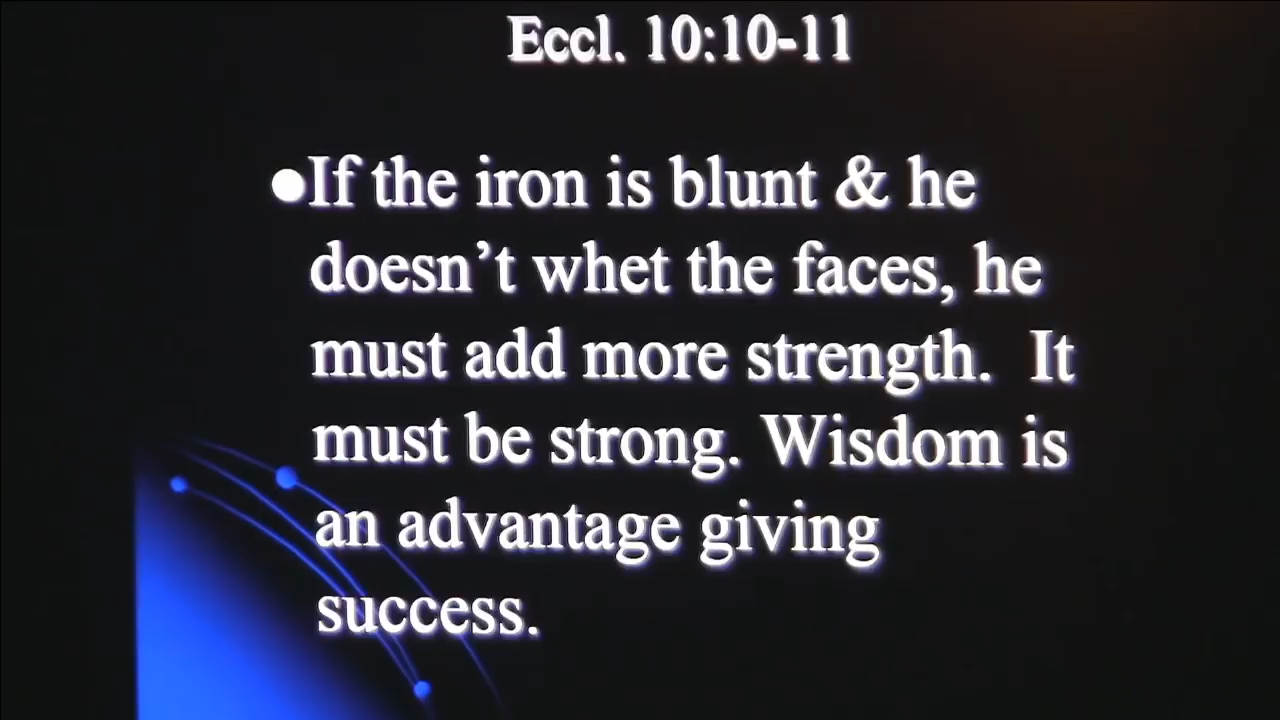 Eccl. 10:10-11
●If the iron is blunt & he
doesn’t whet the faces, he
must add more strength.  It
must be strong. Wisdom is
an advantage giving
success.